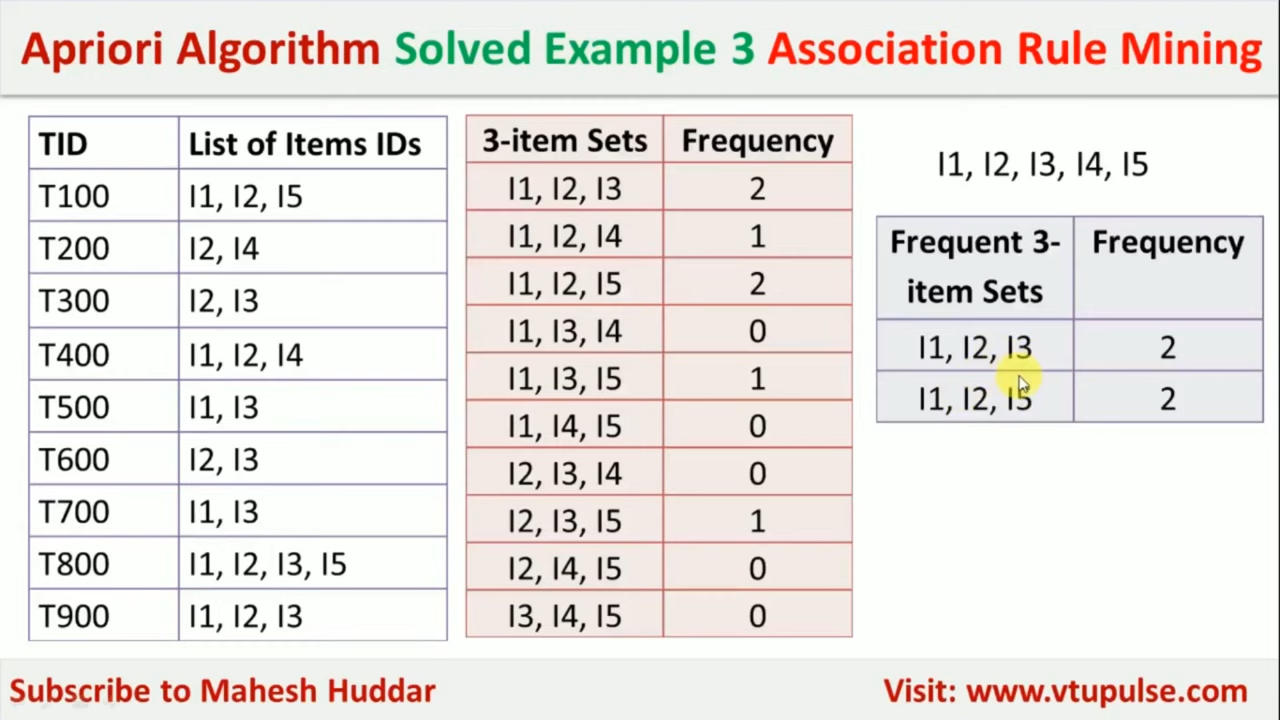 Apriori Algorithm Solved Example 3 Association Rule Mining
TID List of Items IDs
T100 I1, I2, I5
T200 I2, I4
T300 I2, I3
T400 I1, I2, I4
T500 I1, I3
T600 I2, I3
T700 I1, I3
T800 I1, I2, I3, I5
T900 I1, I2, I3
3-item Sets Frequency
I1, I2, I3 2
I1, I2, I4 1
I1, I2, I5 2
I1, I3, I4 0
I1, I3, I5 1
I1, I4, I5 0
I2, I3, I4 0
I2, I3, I5 1
I2, I4, I5 0
I3, I4, I5 0
I1, I2, I3, I4, I5
Frequent 3- Frequency
item Sets
I1, I2, I3 2
I1, I2, I5 2
Subscribe to Mahesh Huddar
Visit: www.vtupulse.com